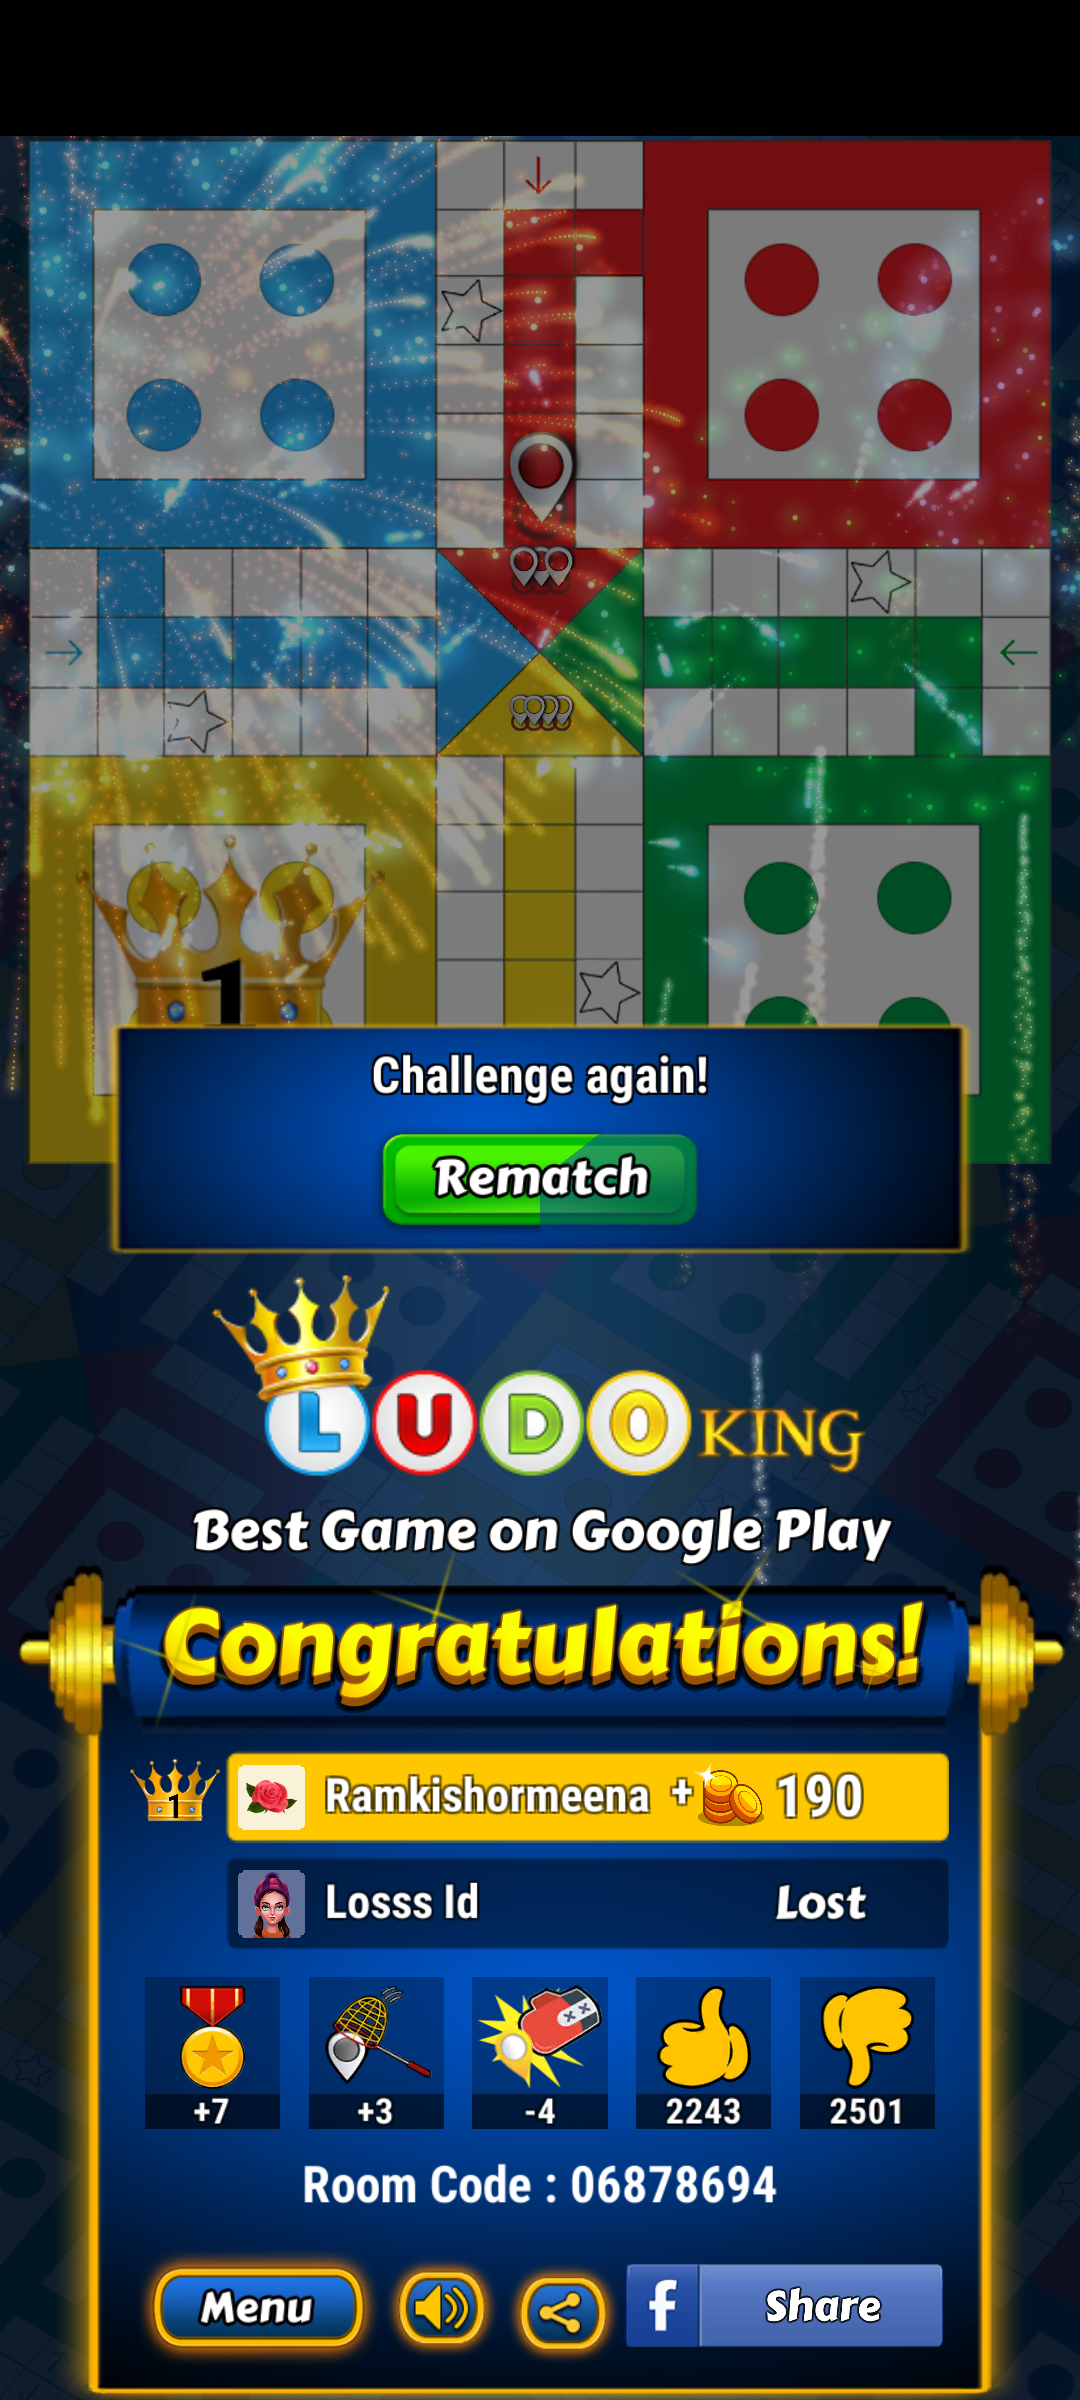 1
Challenge again!
Rematch
LUDO KING
Best Game on Google Play
Congratulations!
1 Ramkishormeena + 190
Losss Id Lost
+7 +3 -4 2243 2501
Room Code : 06878694
Menu f Share